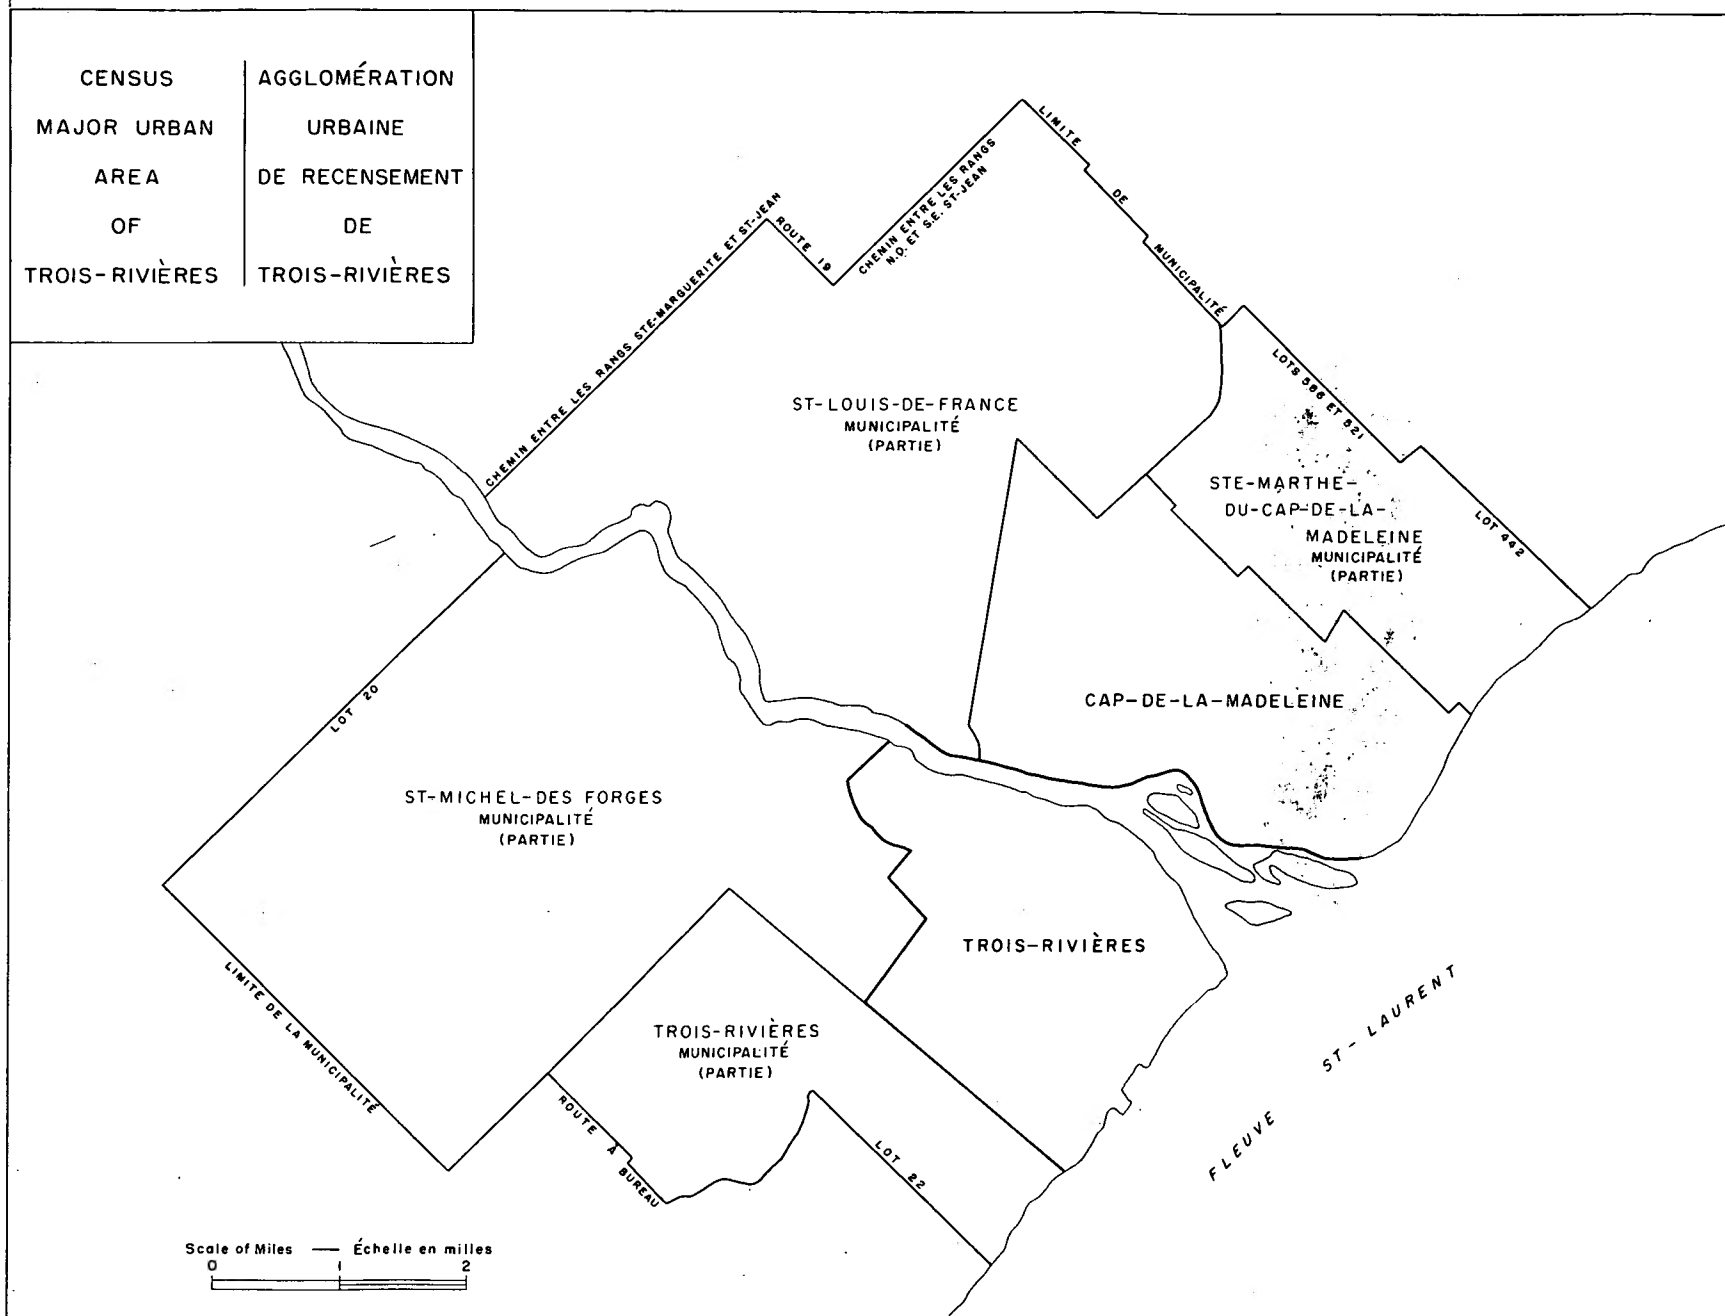 CENSUS
MAJOR URBAN
AREA
OF
TROIS-RIVIÈRES
AGGLOMÉRATION
URBAINE
DE RECENSEMENT
DE
TROIS-RIVIÈRES
LIMITE DE MUNICIPALITÉ
CHEMIN ENTRE LES RANGS
N.O. ET S.E. ST-JEAN
ROUTE 19
CHEMIN ENTRE LES RANGS STE-MARGUERITE ET ST-JEAN
LOTS 586 ET 521
ST-LOUIS-DE-FRANCE
MUNICIPALITÉ
(PARTIE)
STE-MARTHE-
DU-CAP-DE-LA-
MADELEINE
MUNICIPALITÉ
(PARTIE)
LOT 442
CAP-DE-LA-MADELEINE
LOT 20
ST-MICHEL-DES FORGES
MUNICIPALITÉ
(PARTIE)
TROIS-RIVIÈRES
LIMITE DE LA MUNICIPALITÉ
TROIS-RIVIÈRES
MUNICIPALITÉ
(PARTIE)
ROUTE À BUREAU
LOT 22
FLEUVE ST-LAURENT
Scale of Miles — Échelle en milles
0 1 2